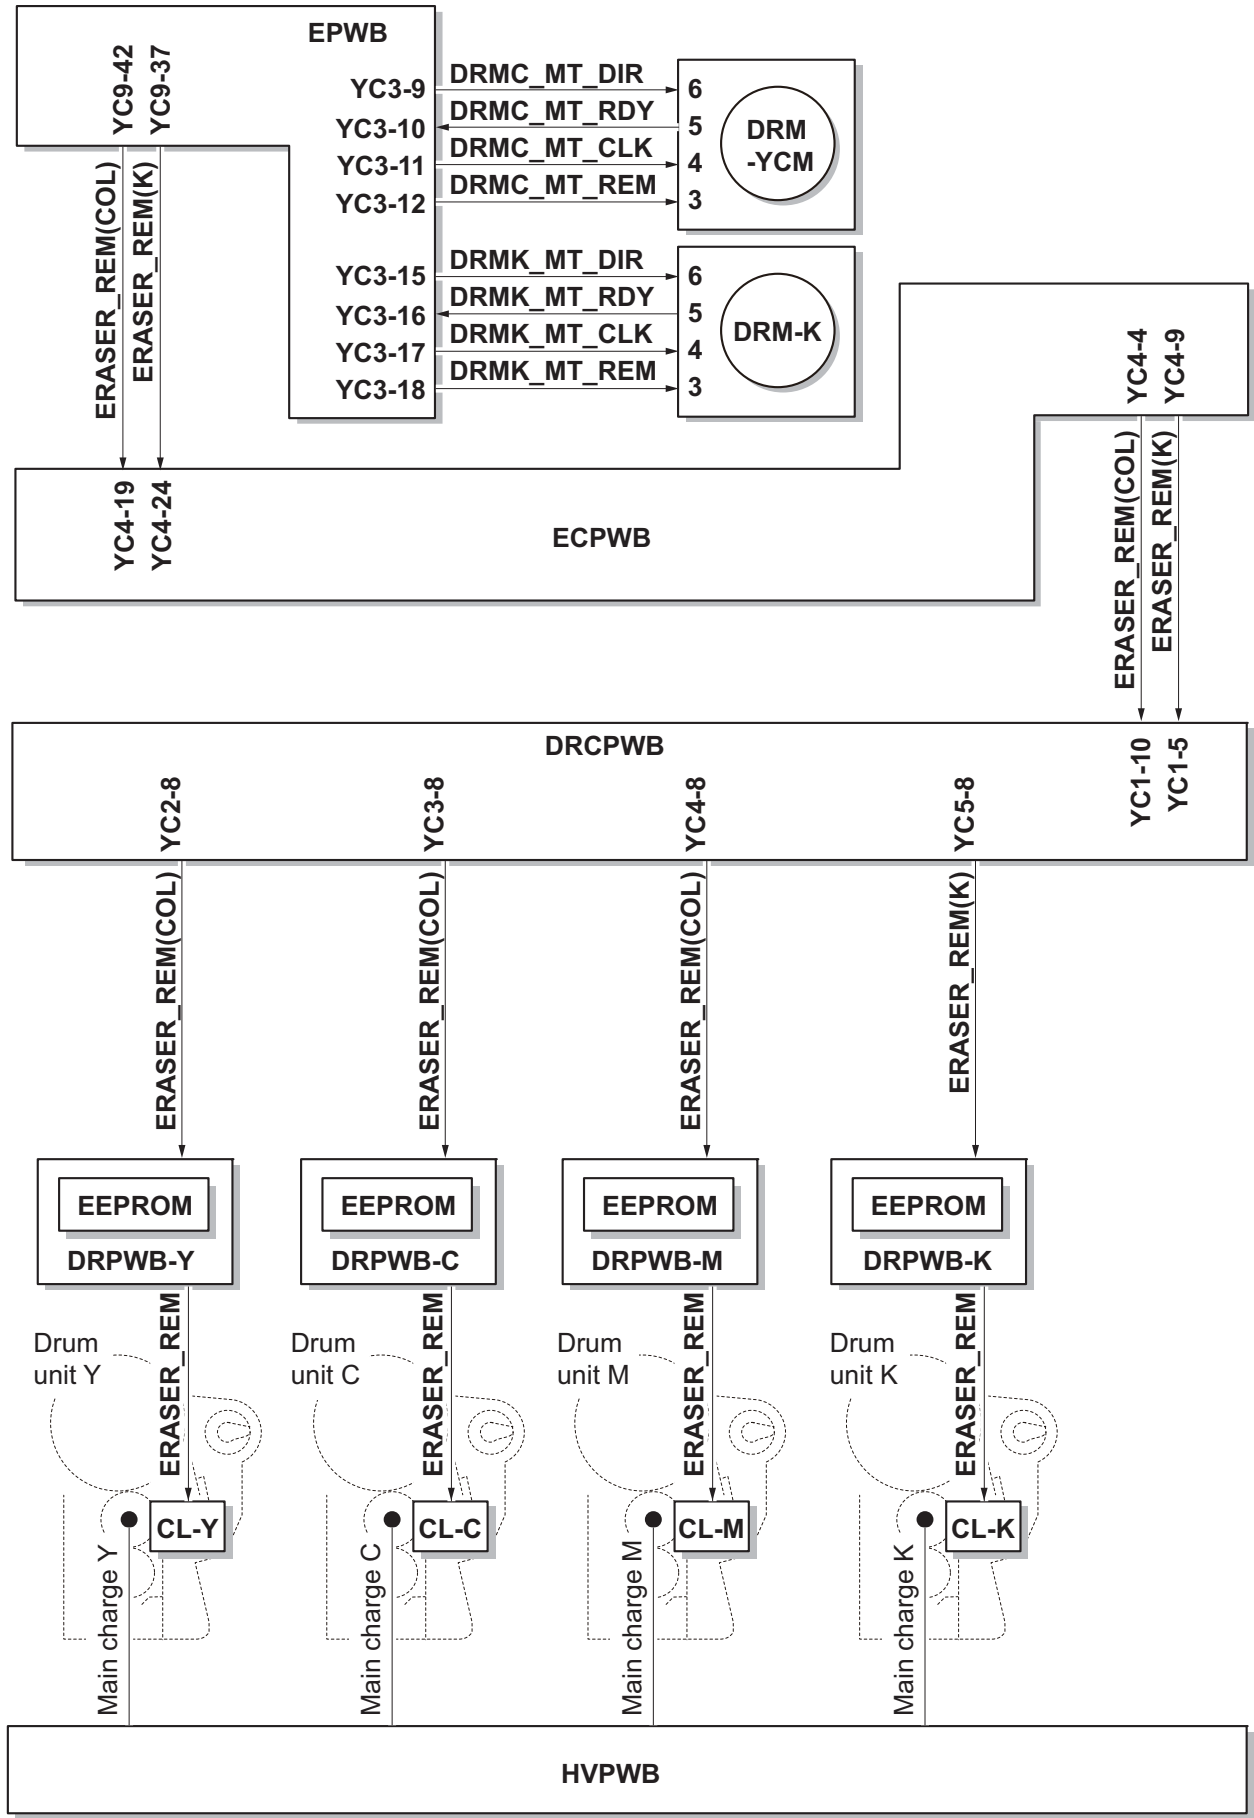 EPWB
YC9-42
YC9-37
YC3-9
DRMC_MT_DIR
6
YC3-10
DRMC_MT_RDY
5
YC3-11
DRMC_MT_CLK
4
YC3-12
DRMC_MT_REM
3
DRM
-YCM
YC3-15
DRMK_MT_DIR
6
YC3-16
DRMK_MT_RDY
5
YC3-17
DRMK_MT_CLK
4
YC3-18
DRMK_MT_REM
3
DRM-K
ERASER_REM(COL)
ERASER_REM(K)
YC4-4
YC4-9
YC4-19
YC4-24
ECPWB
ERASER_REM(COL)
ERASER_REM(K)
DRCPWB
YC1-10
YC1-5
YC2-8
YC3-8
YC4-8
YC5-8
ERASER_REM(COL)
ERASER_REM(COL)
ERASER_REM(COL)
ERASER_REM(K)
EEPROM
DRPWB-Y
EEPROM
DRPWB-C
EEPROM
DRPWB-M
EEPROM
DRPWB-K
Drum
unit Y
ERASER_REM
Drum
unit C
ERASER_REM
Drum
unit M
ERASER_REM
Drum
unit K
ERASER_REM
CL-Y
CL-C
CL-M
CL-K
Main charge Y
Main charge C
Main charge M
Main charge K
HVPWB